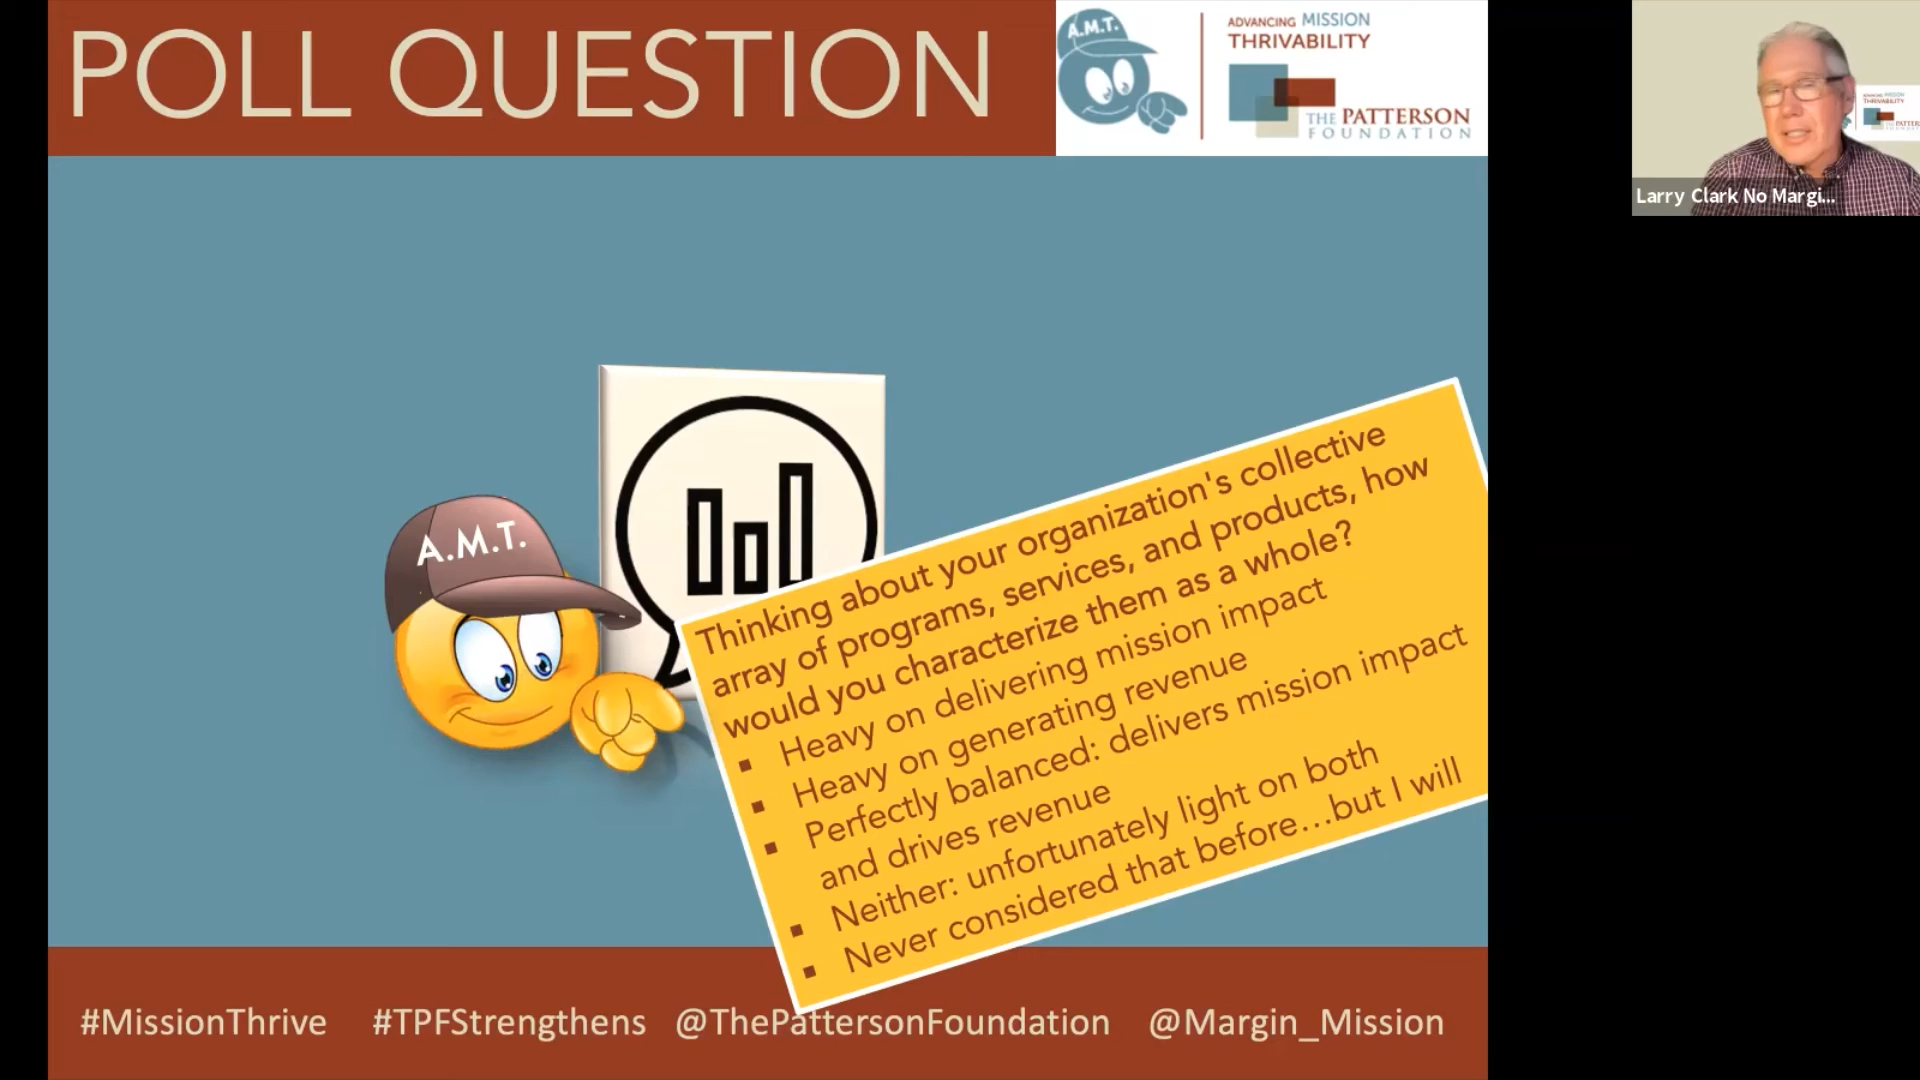 POLL QUESTION
A.M.T.
ADVANCING MISSION
THRIVABILITY
THE PATTERSON
FOUNDATION
THRIVABILITY
Larry Clark No Margi...
A.M.T.
Thinking about your organization's collective
array of programs, services, and products, how
would you characterize them as a whole?
▪ Heavy on delivering mission impact
▪ Heavy on generating revenue
▪ Perfectly balanced: delivers mission impact
and drives revenue
▪ Neither: unfortunately light on both
▪ Never considered that before...but I will
#MissionThrive #TPFStrengthens @ThePattersonFoundation @Margin_Mission